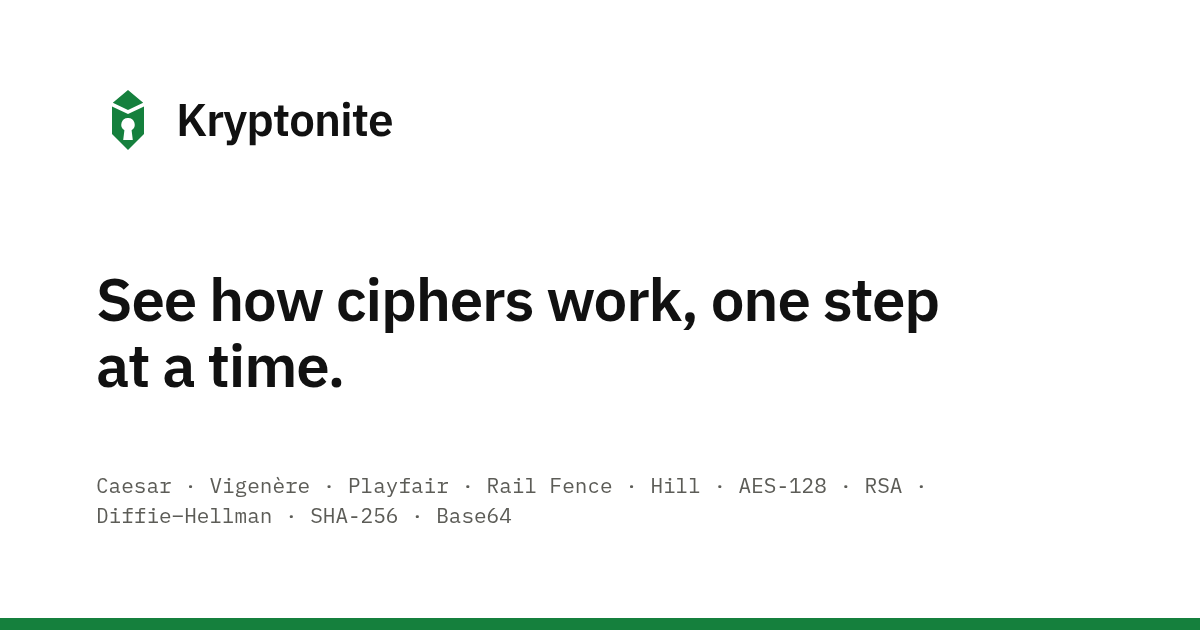 Kryptonite
See how ciphers work, one step
at a time.
Caesar · Vigenère · Playfair · Rail Fence · Hill · AES-128 · RSA ·
Diffie–Hellman · SHA-256 · Base64